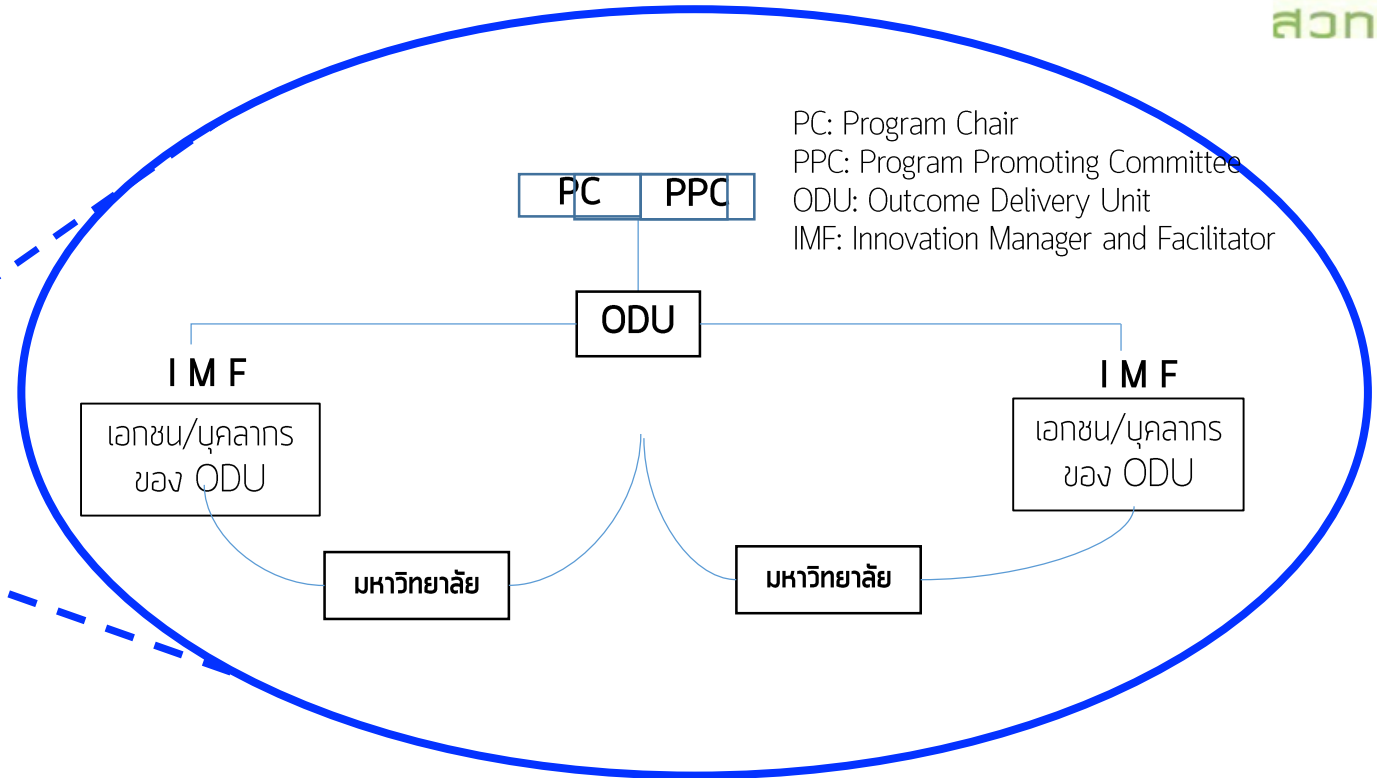 สวก
PC: Program Chair
PPC: Program Promoting Committee
ODU: Outcome Delivery Unit
IMF: Innovation Manager and Facilitator
PC PPC
ODU
I M F
เอกชน/บุคลากร
ของ ODU
I M F
เอกชน/บุคลากร
ของ ODU
มหาวิทยาลัย
มหาวิทยาลัย